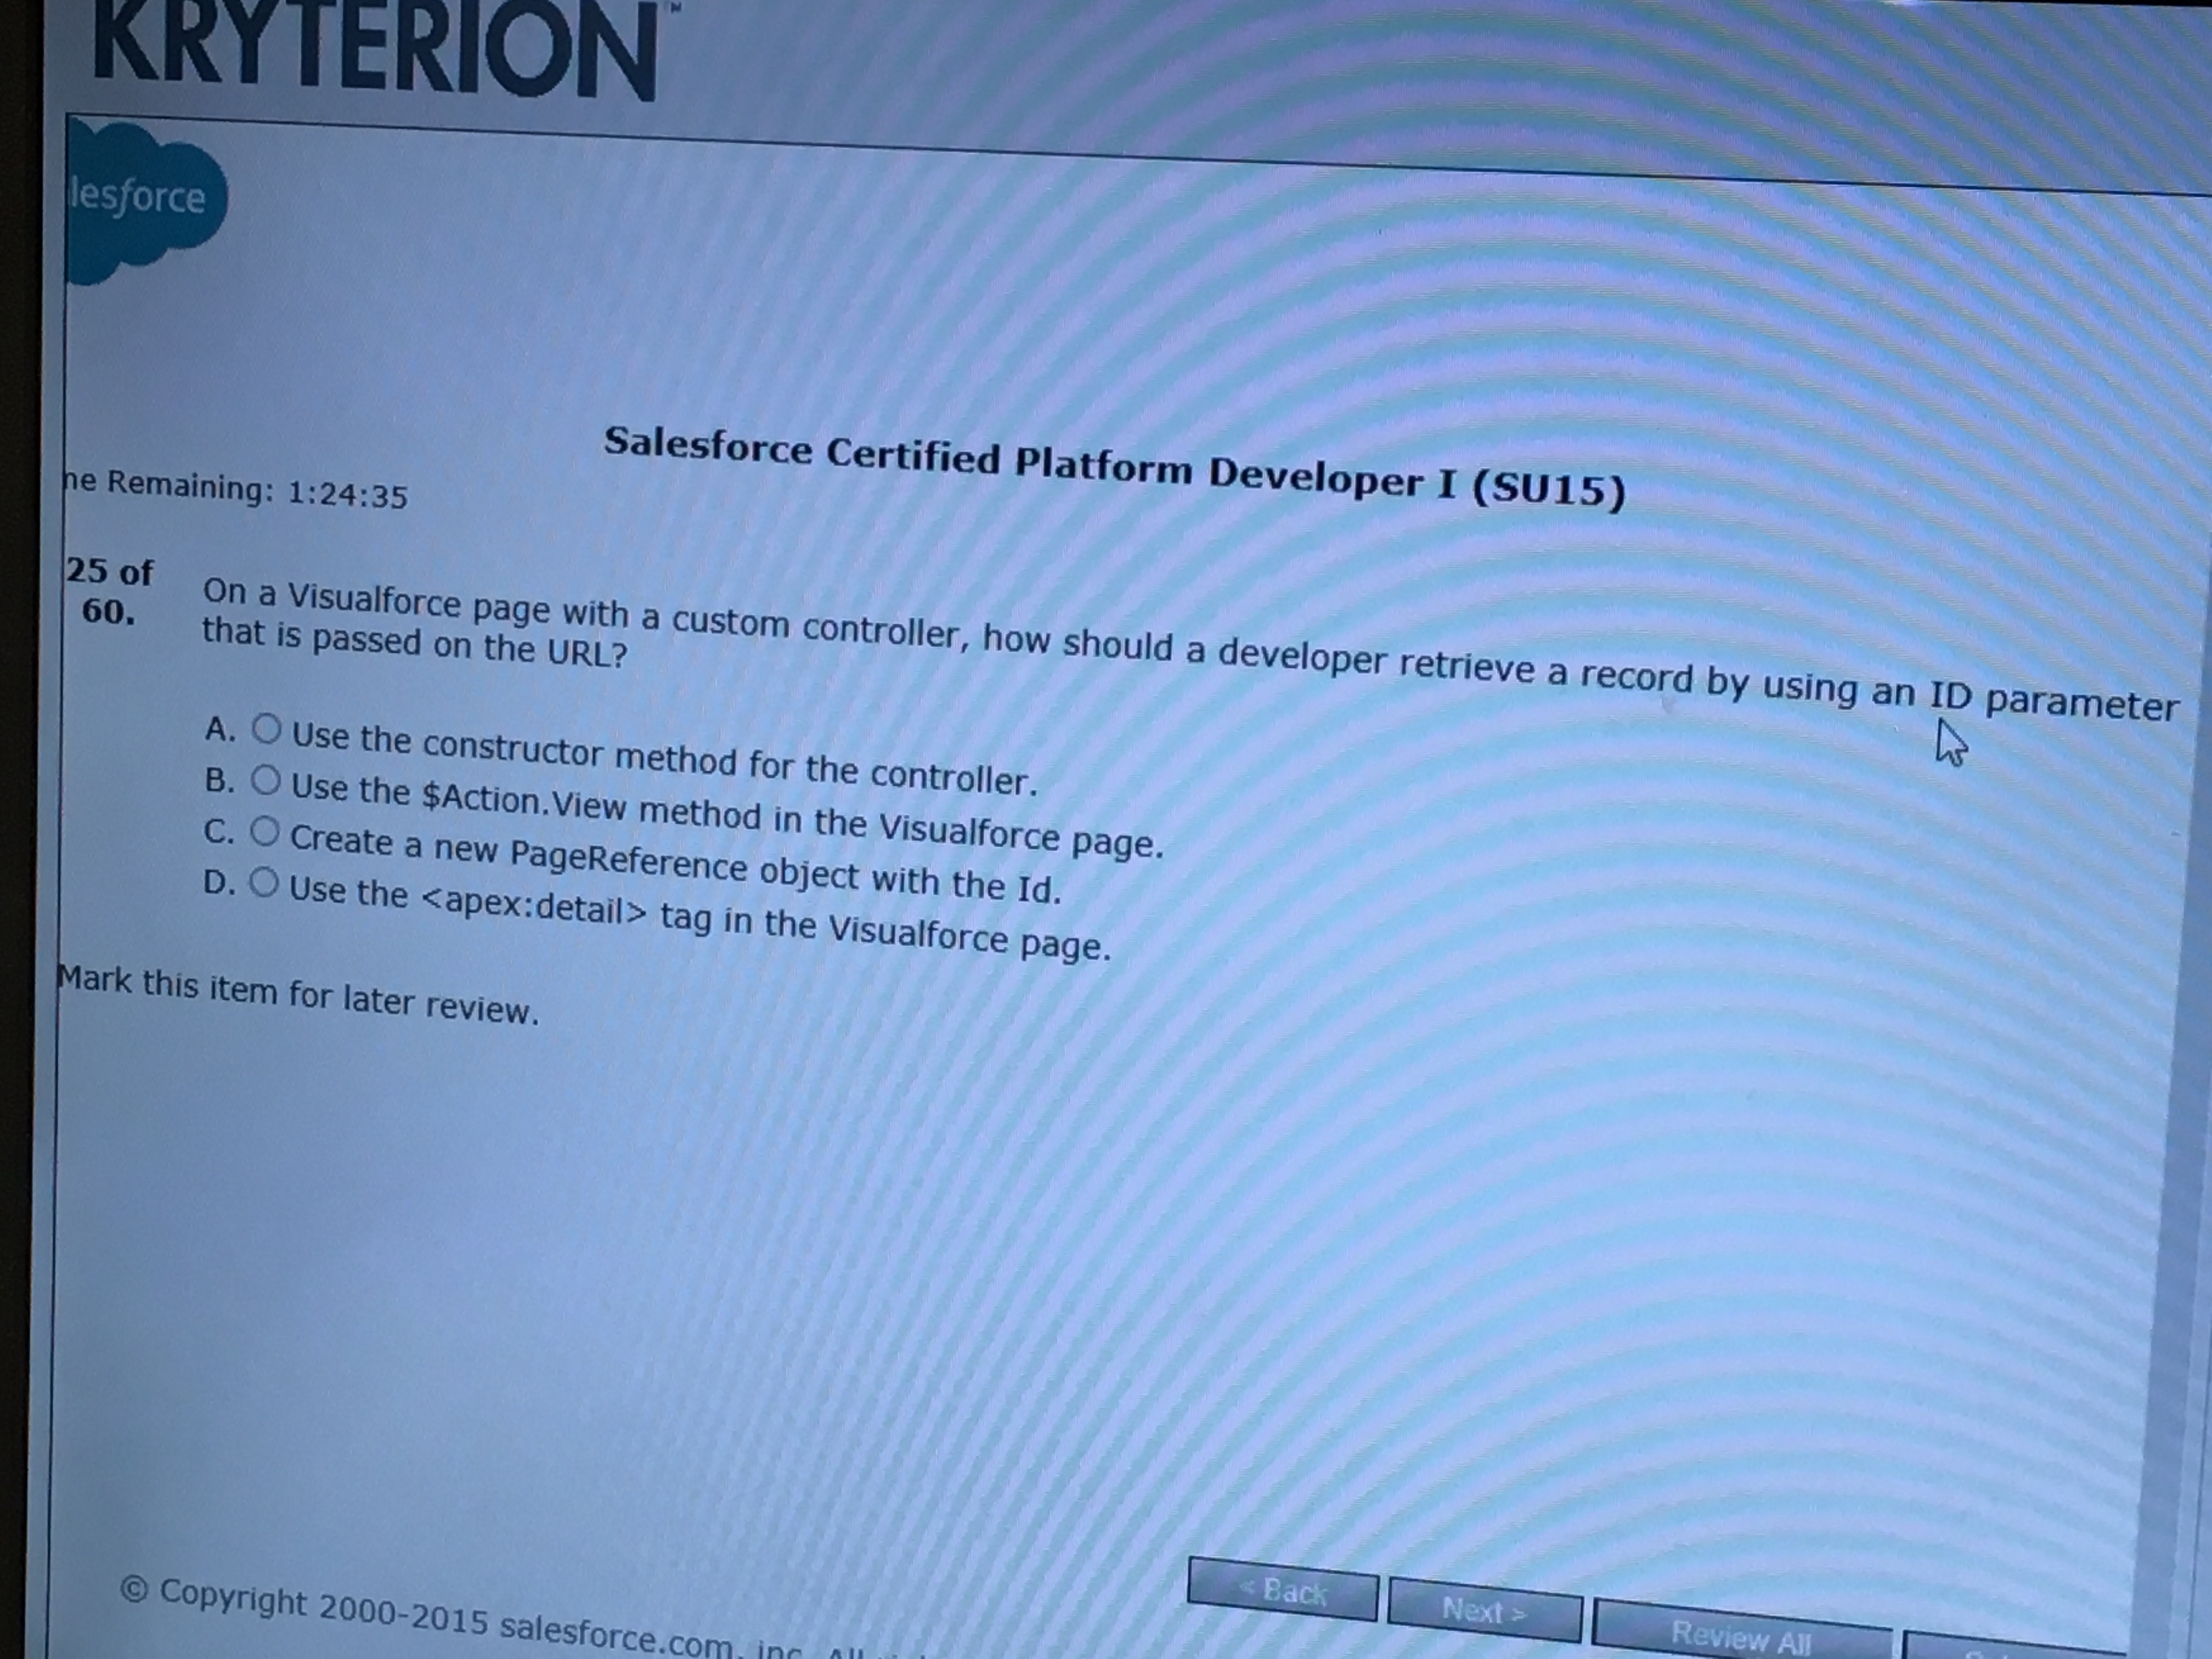 KRYTERION™
lesforce
Salesforce Certified Platform Developer I (SU15)
ne Remaining: 1:24:35
25 of
60.
On a Visualforce page with a custom controller, how should a developer retrieve a record by using an ID parameter
that is passed on the URL?
A. Use the constructor method for the controller.
B. Use the $Action.View method in the Visualforce page.
C. Create a new PageReference object with the Id.
D. Use the <apex:detail> tag in the Visualforce page.
Mark this item for later review.
< Back
Next >
Review All
© Copyright 2000-2015 salesforce.com, inc. All